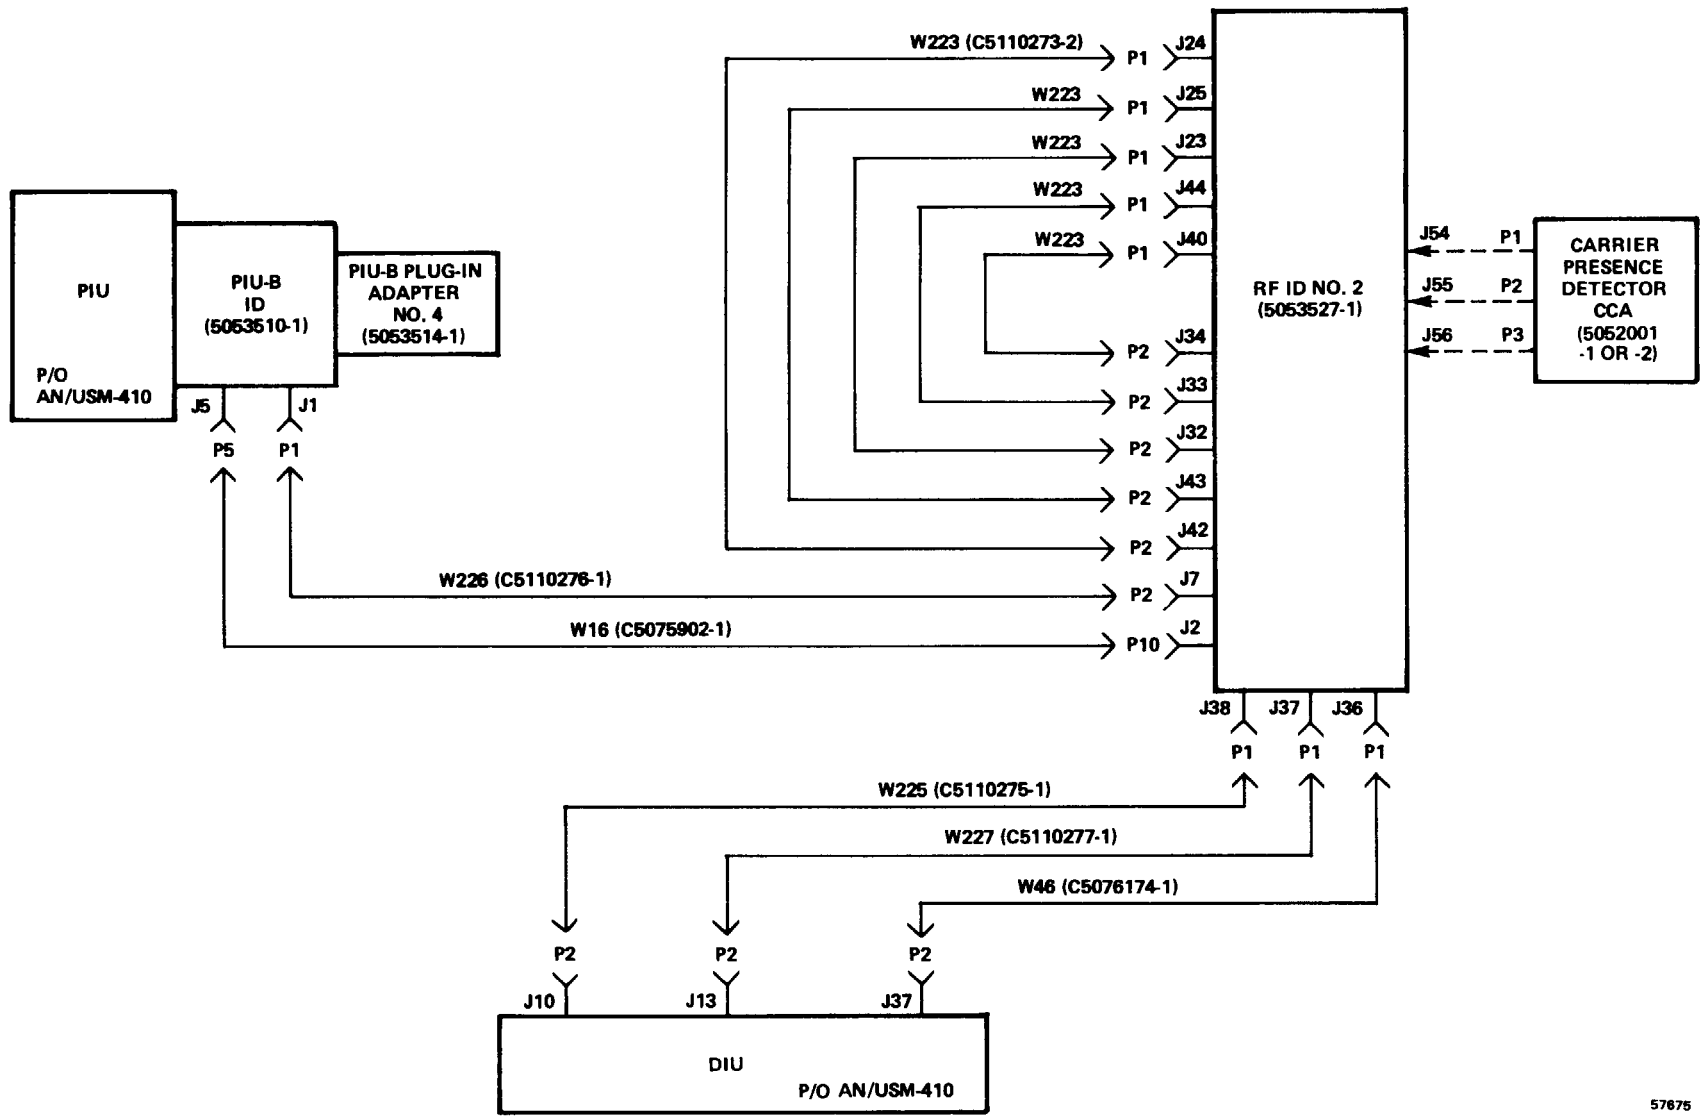 W223 (C5110273-2)
P1
J24
W223
P1
J25
W223
P1
J23
W223
P1
J44
W223
P1
J40
P2
J34
P2
J33
P2
J32
P2
J43
P2
J42
W226 (C5110276-1)
P2
J7
W16 (C5075902-1)
P10
J2
PIU
P/O
AN/USM-410
PIU-B
ID
(5053510-1)
PIU-B PLUG-IN
ADAPTER
NO. 4
(5053514-1)
J5
J1
P5
P1
RF ID NO. 2
(5053527-1)
J54
P1
J55
P2
J56
P3
CARRIER
PRESENCE
DETECTOR
CCA
(5052001
-1 OR -2)
J38
J37
J36
P1
P1
P1
W225 (C5110275-1)
W227 (C5110277-1)
W46 (C5076174-1)
P2
P2
P2
J10
J13
J37
DIU
P/O AN/USM-410
57675